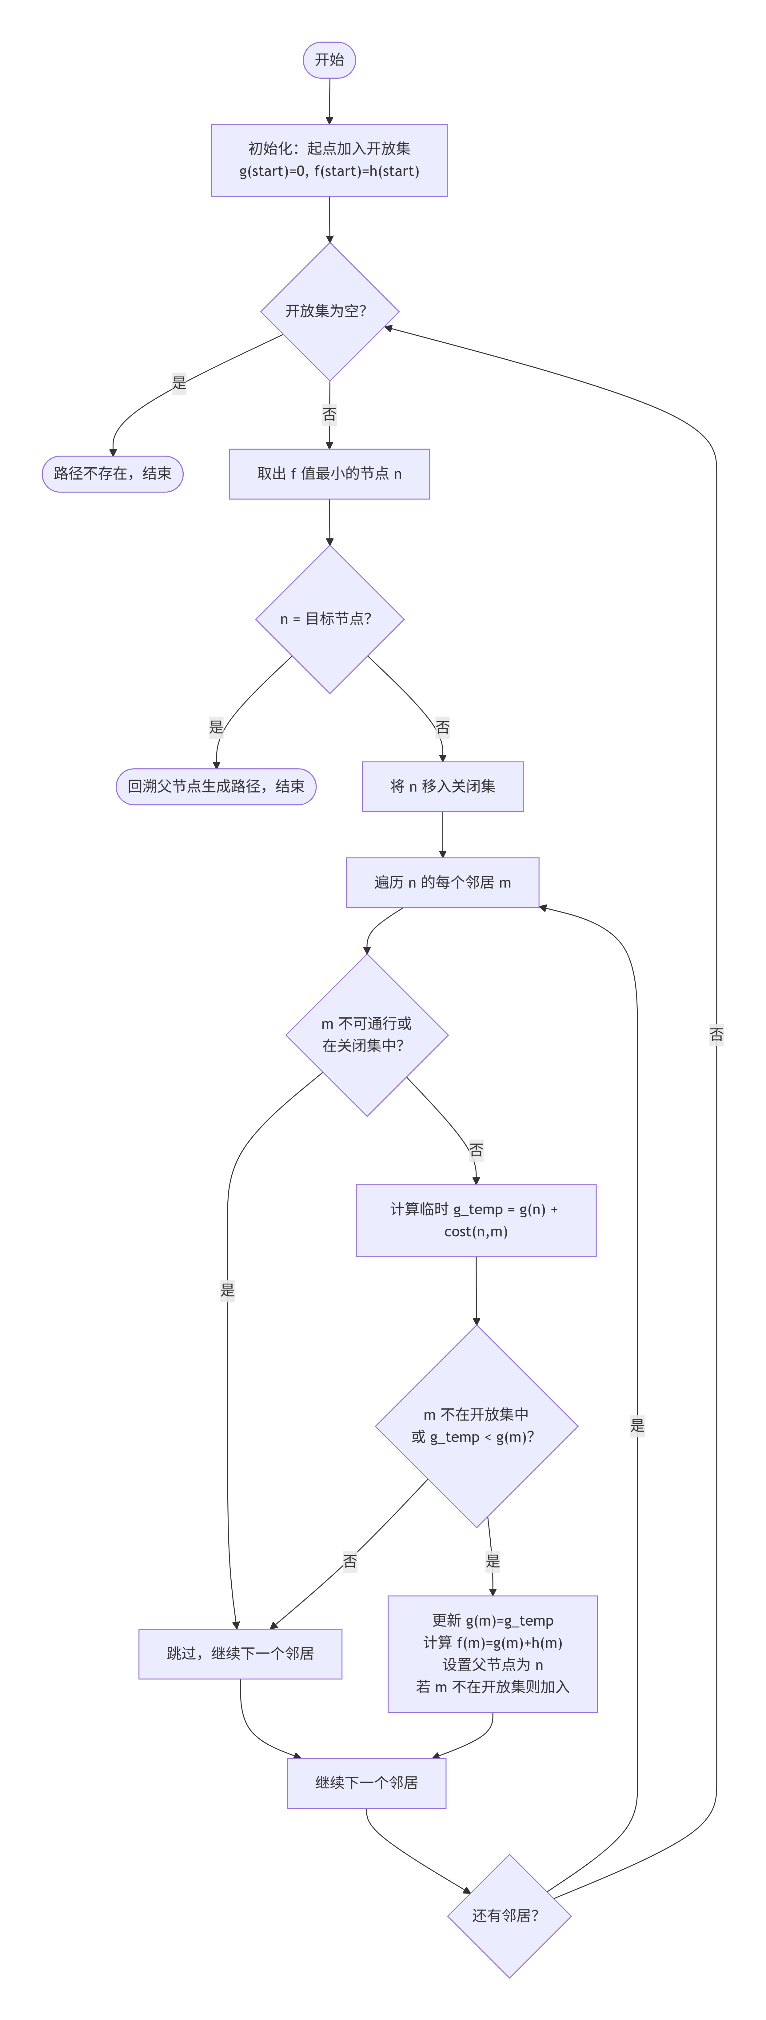 开始
初始化：起点加入开放集
g(start)=0, f(start)=h(start)
开放集为空？
是
否
路径不存在，结束
取出 f 值最小的节点 n
n = 目标节点？
是
否
回溯父节点生成路径，结束
将 n 移入关闭集
遍历 n 的每个邻居 m
m 不可通行或
在关闭集中？
否
否
计算临时 g_temp = g(n) +
cost(n,m)
是
m 不在开放集中
或 g_temp < g(m)?
是
否
是
更新 g(m)=g_temp
计算 f(m)=g(m)+h(m)
设置父节点为 n
若 m 不在开放集则加入
跳过，继续下一个邻居
继续下一个邻居
还有邻居？